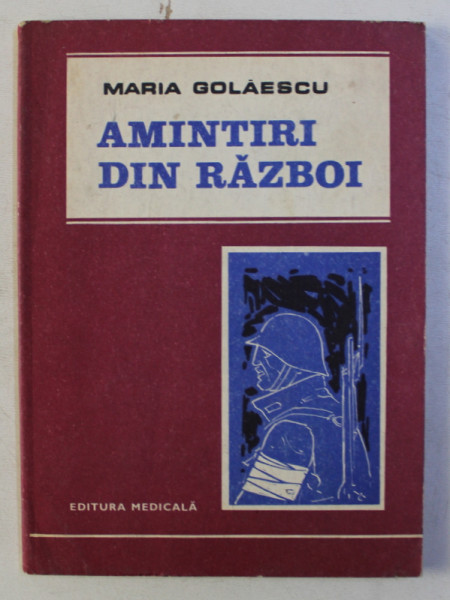 MARIA GOLĂESCU
AMINTIRI
DIN RĂZBOI
EDITURA MEDICALĂ